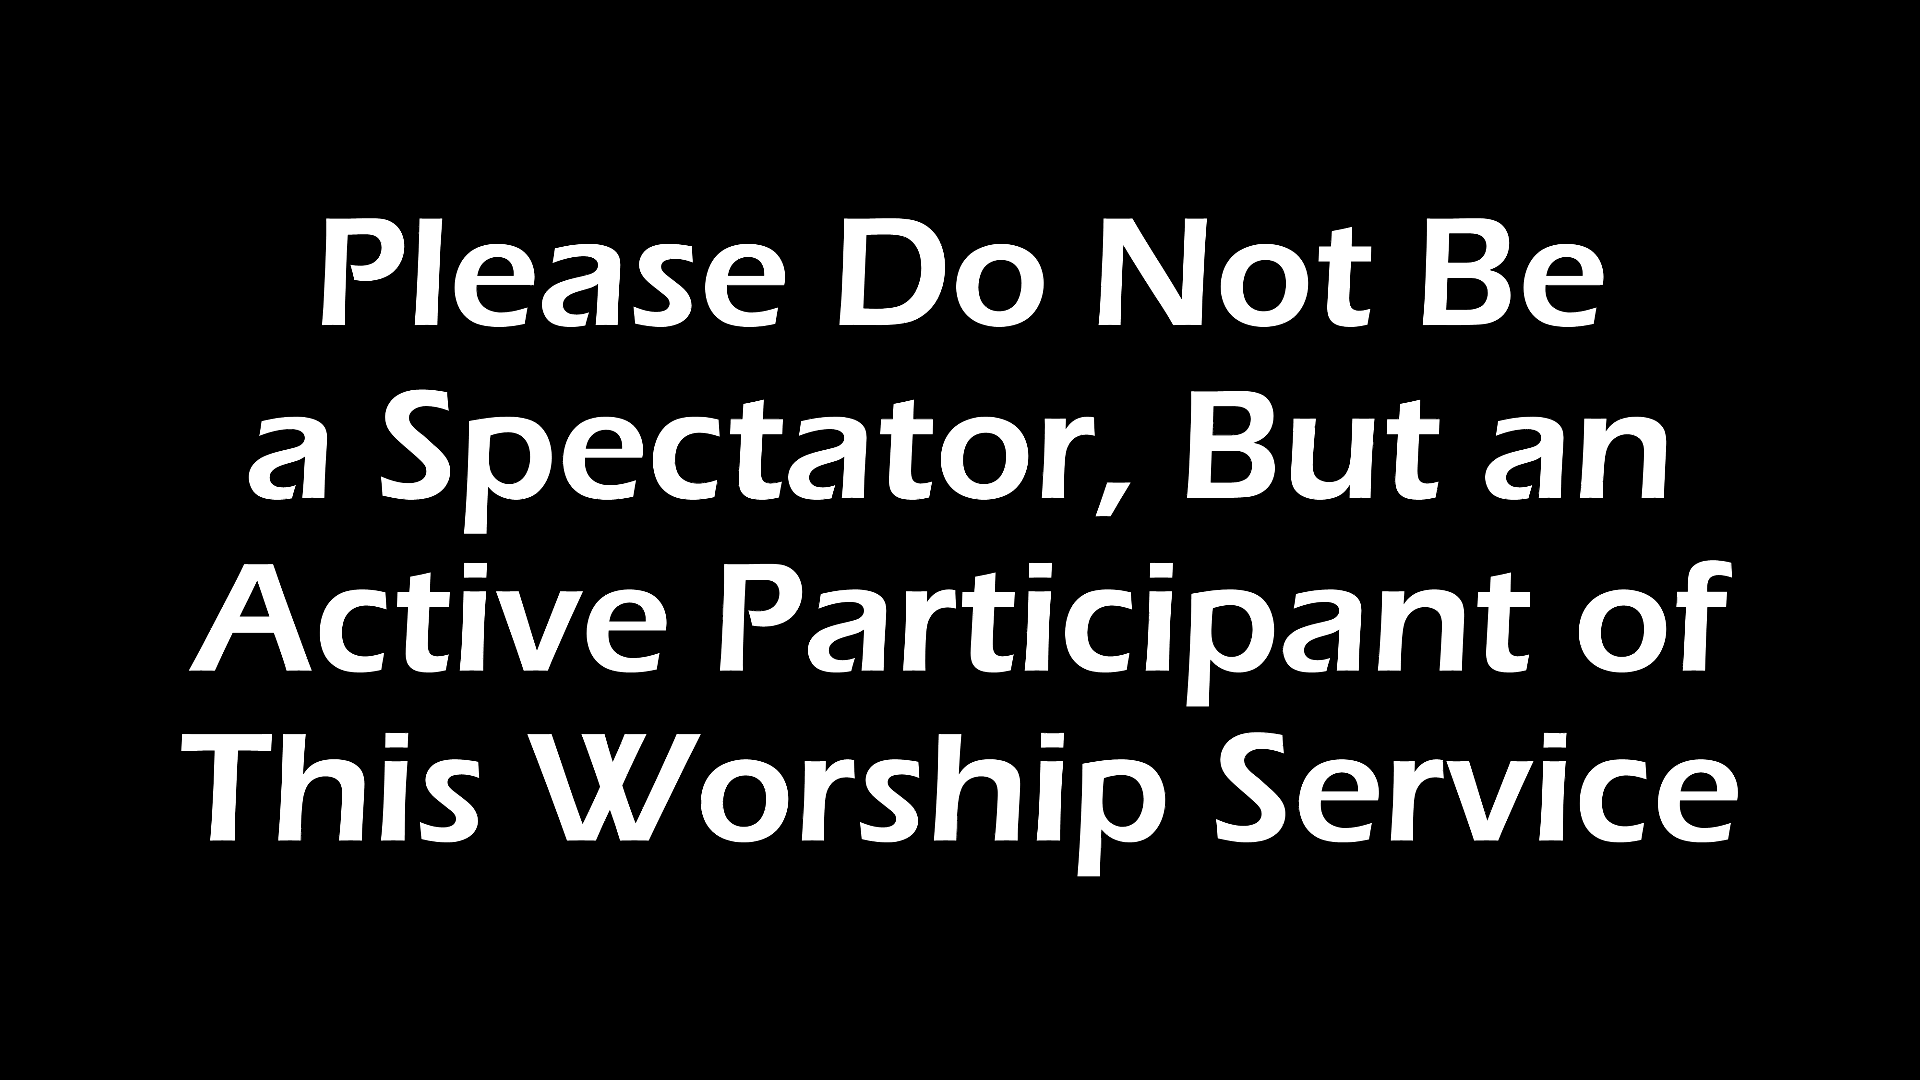 Please Do Not Be
a Spectator, But an
Active Participant of
This Worship Service